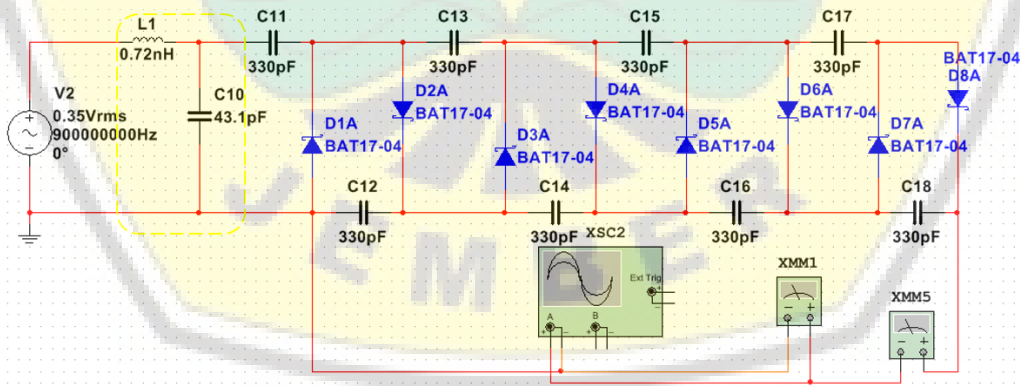 L1
0.72nH
C11
330pF
C13
330pF
C15
330pF
C17
330pF
V2
0.35Vrms
900000000Hz
0°
C10
43.1pF
D1A
BAT17-04
D2A
BAT17-04
D3A
BAT17-04
D4A
BAT17-04
D5A
BAT17-04
D6A
BAT17-04
D7A
BAT17-04
BAT17-04
D8A
C12
330pF
C14
330pF
C16
330pF
C18
330pF
JEMBER
XSC2
Ext Trig
A
B
XMM1
XMM5